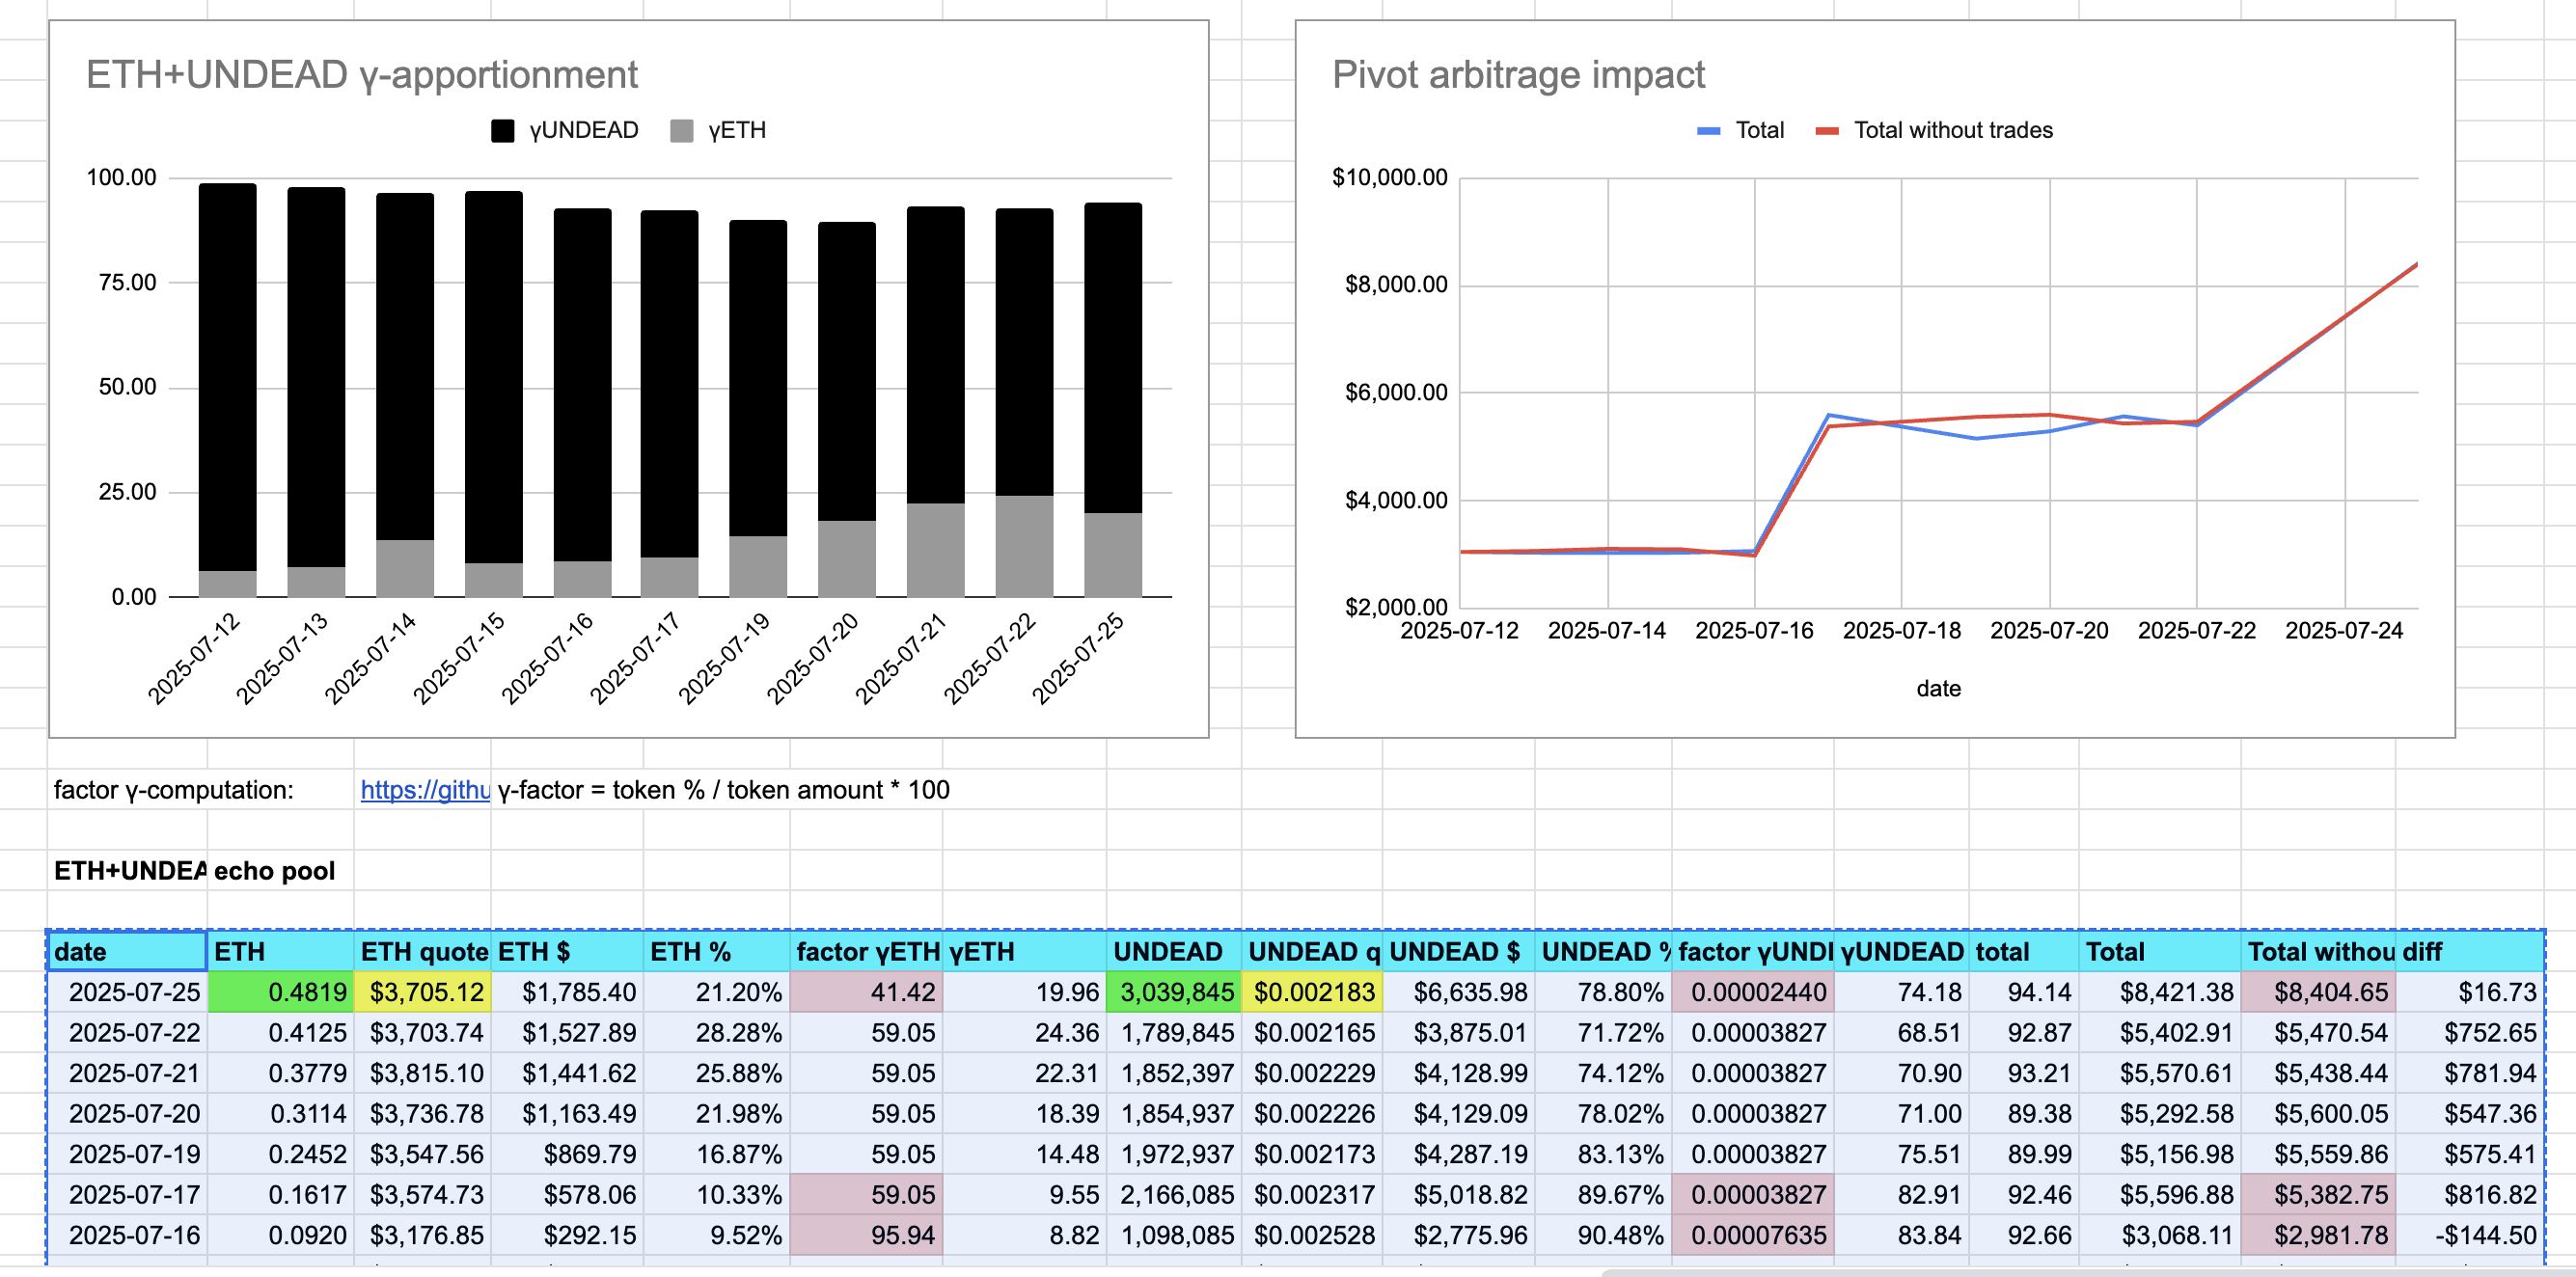 ETH+UNDEAD γ-apportionment
γUNDEAD γETH
100.00
75.00
50.00
25.00
0.00
2025-07-12 2025-07-13 2025-07-14 2025-07-15 2025-07-16 2025-07-17 2025-07-19 2025-07-20 2025-07-21 2025-07-22 2025-07-25
Pivot arbitrage impact
Total Total without trades
$10,000.00
$8,000.00
$6,000.00
$4,000.00
$2,000.00
2025-07-12 2025-07-14 2025-07-16 2025-07-18 2025-07-20 2025-07-22 2025-07-24
date
factor γ-computation: https://githu γ-factor = token % / token amount * 100
ETH+UNDEA echo pool
date ETH ETH quote ETH $ ETH % factor γETH γETH UNDEAD UNDEAD q UNDEAD $ UNDEAD % factor γUNDI γUNDEAD total Total Total withou diff
2025-07-25 0.4819 $3,705.12 $1,785.40 21.20% 41.42 19.96 3,039,845 $0.002183 $6,635.98 78.80% 0.00002440 74.18 94.14 $8,421.38 $8,404.65 $16.73
2025-07-22 0.4125 $3,703.74 $1,527.89 28.28% 59.05 24.36 1,789,845 $0.002165 $3,875.01 71.72% 0.00003827 68.51 92.87 $5,402.91 $5,470.54 $752.65
2025-07-21 0.3779 $3,815.10 $1,441.62 25.88% 59.05 22.31 1,852,397 $0.002229 $4,128.99 74.12% 0.00003827 70.90 93.21 $5,570.61 $5,438.44 $781.94
2025-07-20 0.3114 $3,736.78 $1,163.49 21.98% 59.05 18.39 1,854,937 $0.002226 $4,129.09 78.02% 0.00003827 71.00 89.38 $5,292.58 $5,600.05 $547.36
2025-07-19 0.2452 $3,547.56 $869.79 16.87% 59.05 14.48 1,972,937 $0.002173 $4,287.19 83.13% 0.00003827 75.51 89.99 $5,156.98 $5,559.86 $575.41
2025-07-17 0.1617 $3,574.73 $578.06 10.33% 59.05 9.55 2,166,085 $0.002317 $5,018.82 89.67% 0.00003827 82.91 92.46 $5,596.88 $5,382.75 $816.82
2025-07-16 0.0920 $3,176.85 $292.15 9.52% 95.94 8.82 1,098,085 $0.002528 $2,775.96 90.48% 0.00007635 83.84 92.66 $3,068.11 $2,981.78 -$144.50